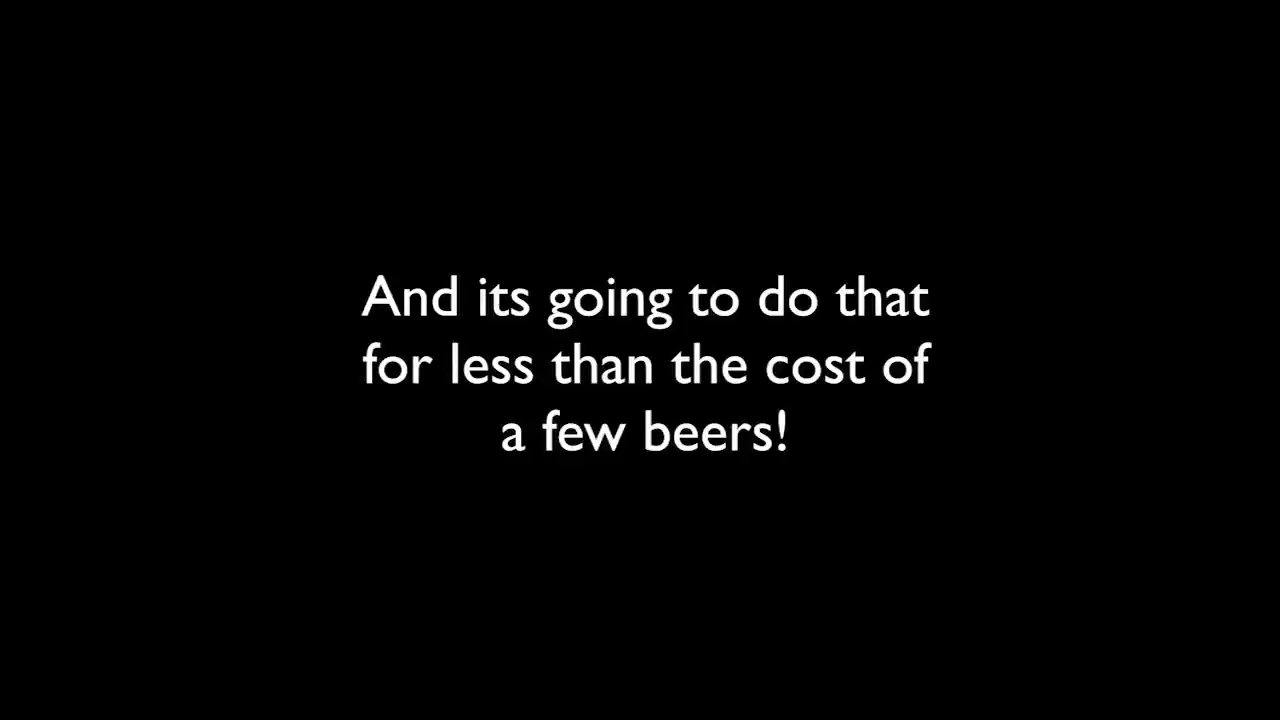 And its going to do that
for less than the cost of
a few beers!